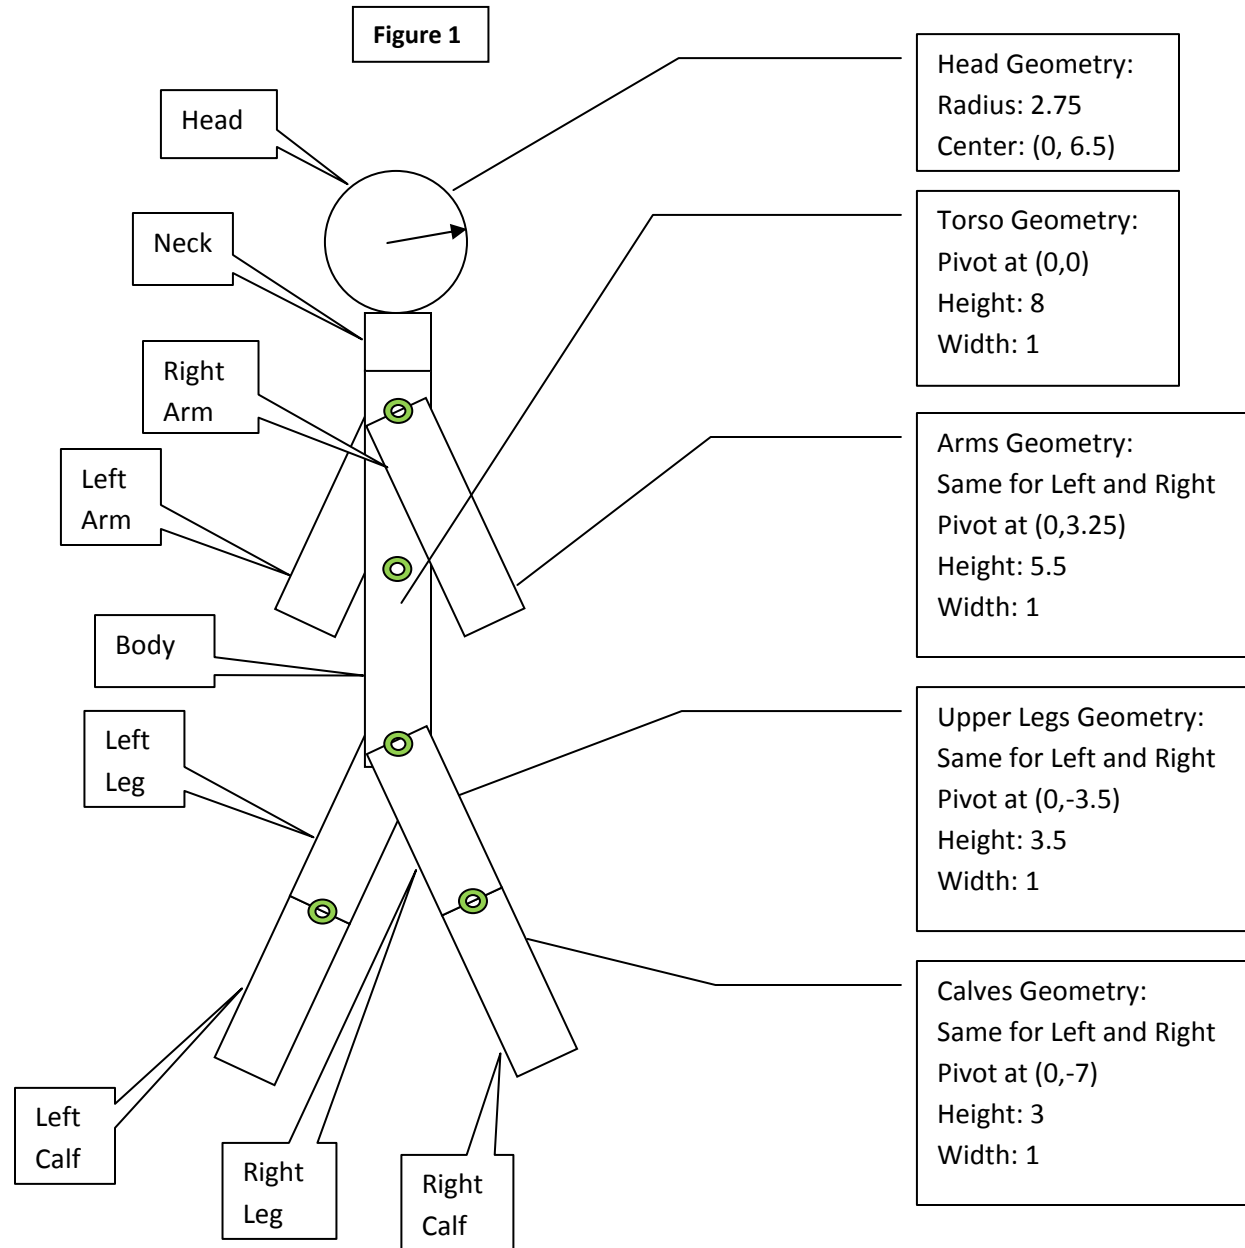 Figure 1
Head
Neck
Right
Arm
Left
Arm
Body
Left
Leg
Left
Calf
Right
Leg
Right
Calf
Head Geometry:
Radius: 2.75
Center: (0, 6.5)
Torso Geometry:
Pivot at (0,0)
Height: 8
Width: 1
Arms Geometry:
Same for Left and Right
Pivot at (0,3.25)
Height: 5.5
Width: 1
Upper Legs Geometry:
Same for Left and Right
Pivot at (0,-3.5)
Height: 3.5
Width: 1
Calves Geometry:
Same for Left and Right
Pivot at (0,-7)
Height: 3
Width: 1